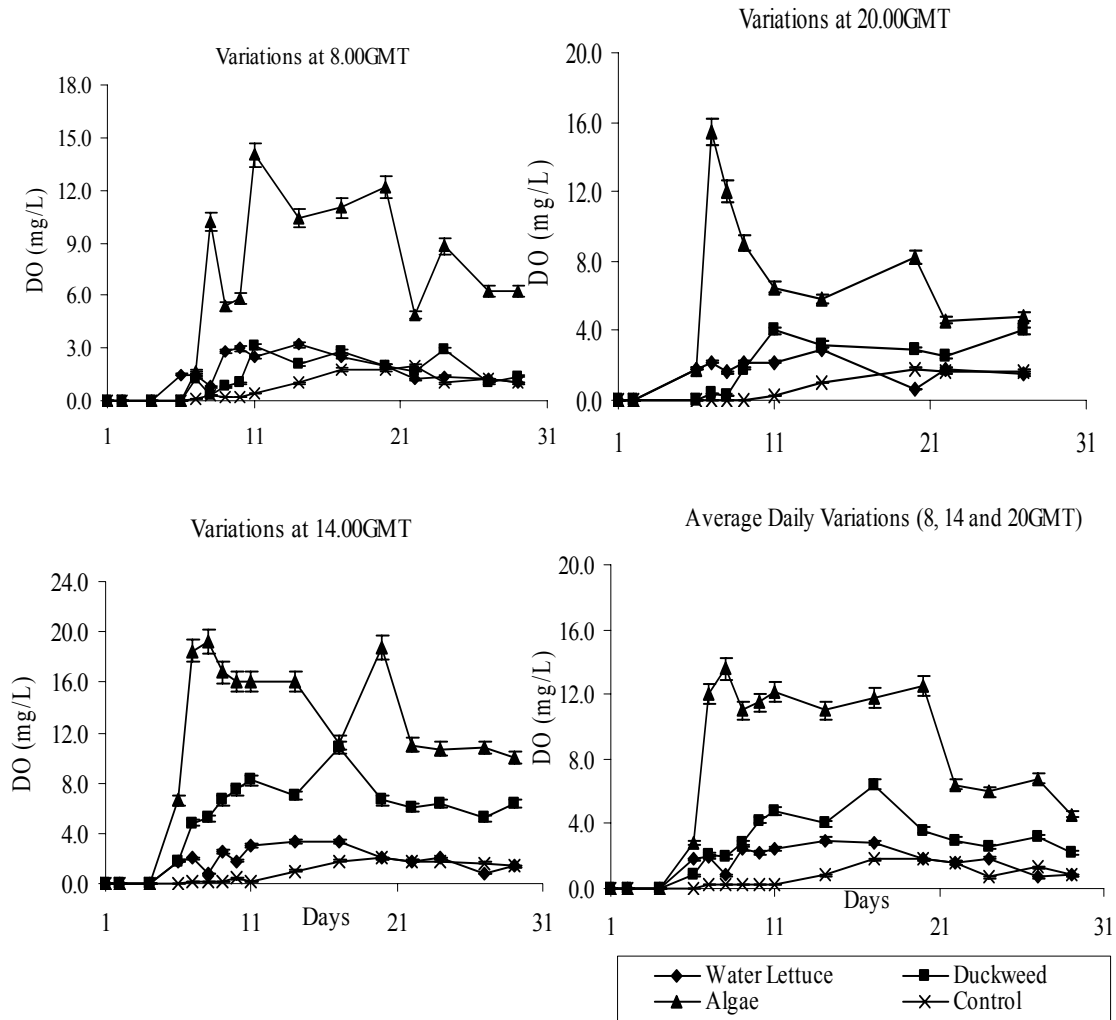 Variations at 8.00GMT
18.0
15.0
12.0
9.0
6.0
3.0
0.0
DO (mg/L)
1 11 21 31
Variations at 20.00GMT
20.0
16.0
12.0
8.0
4.0
0.0
DO (mg/L)
1 11 21 31
Variations at 14.00GMT
24.0
20.0
16.0
12.0
8.0
4.0
0.0
DO (mg/L)
1 11 21 31
Days
Average Daily Variations (8, 14 and 20GMT)
20.0
16.0
12.0
8.0
4.0
0.0
DO (mg/L)
1 11 21 31
Days
Water Lettuce Duckweed
Algae Control